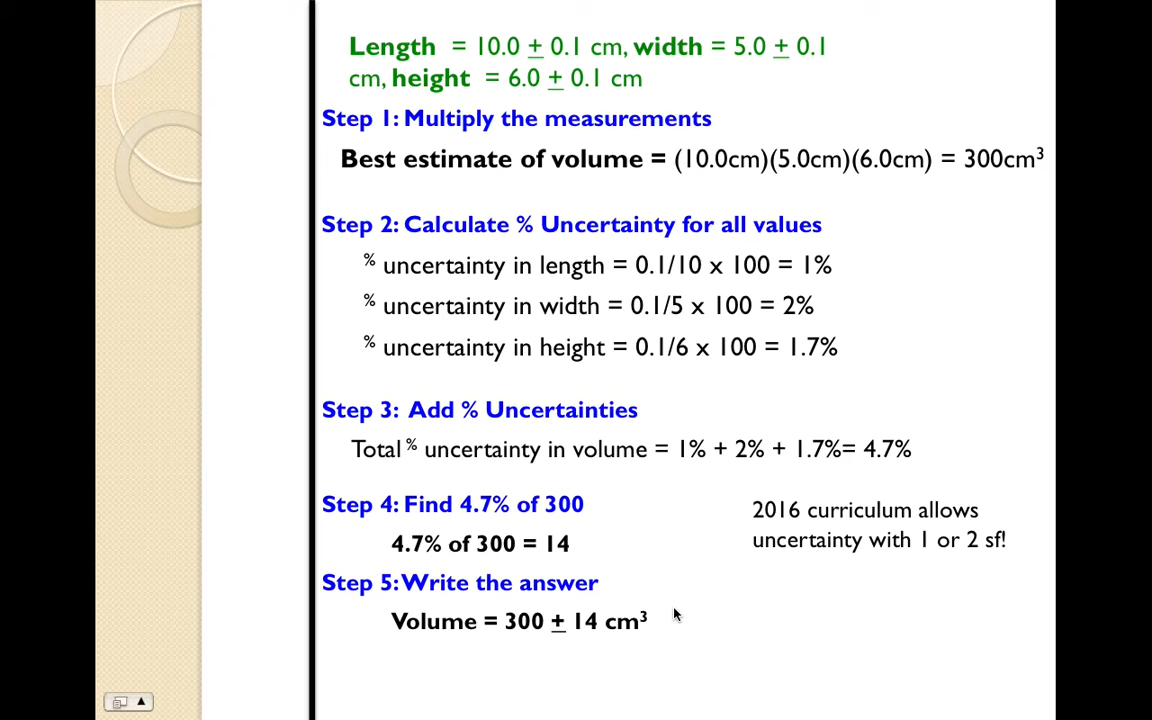 Length = 10.0 ± 0.1 cm, width = 5.0 ± 0.1
cm, height = 6.0 ± 0.1 cm
Step 1: Multiply the measurements
Best estimate of volume = (10.0cm)(5.0cm)(6.0cm) = 300cm³
Step 2: Calculate % Uncertainty for all values
% uncertainty in length = 0.1/10 x 100 = 1%
% uncertainty in width = 0.1/5 x 100 = 2%
% uncertainty in height = 0.1/6 x 100 = 1.7%
Step 3: Add % Uncertainties
Total % uncertainty in volume = 1% + 2% + 1.7%= 4.7%
Step 4: Find 4.7% of 300
4.7% of 300 = 14
2016 curriculum allows
uncertainty with 1 or 2 sf!
Step 5: Write the answer
Volume = 300 ± 14 cm³